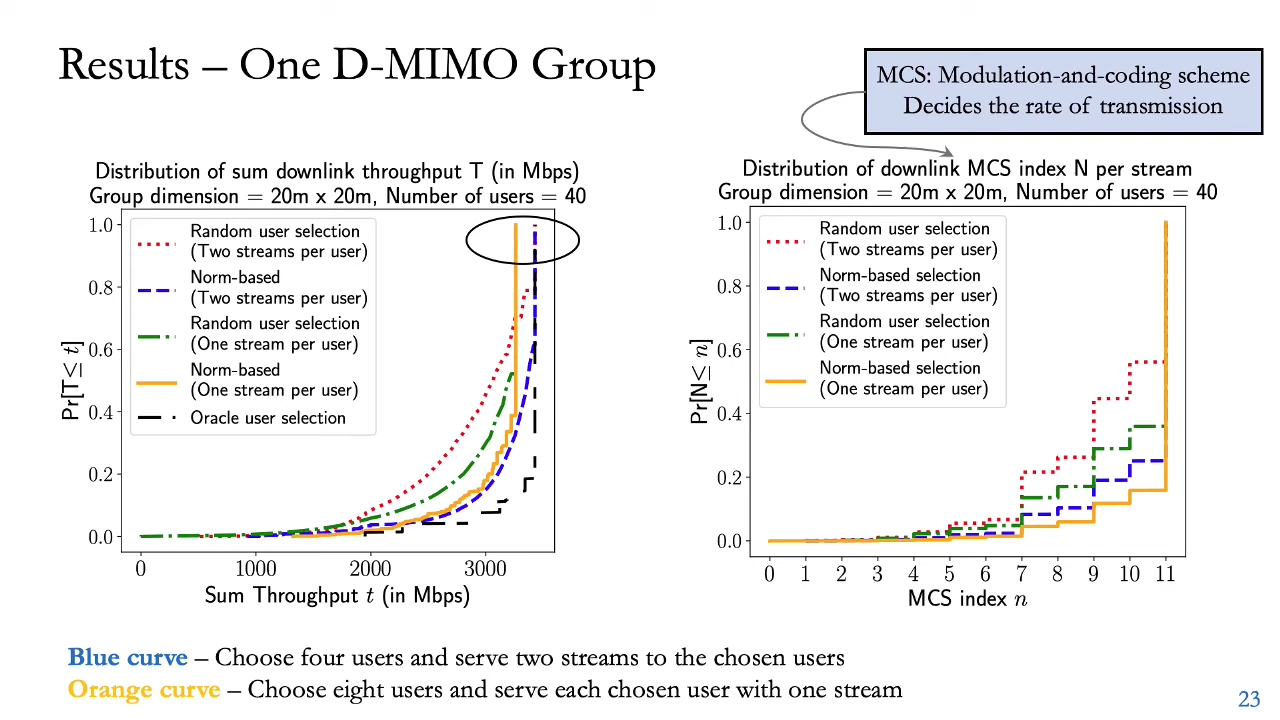 Results – One D-MIMO Group
MCS: Modulation-and-coding scheme
Decides the rate of transmission
Distribution of sum downlink throughput T (in Mbps)
Group dimension = 20m x 20m, Number of users = 40
Pr[T≤ t]
1.0
0.8
0.6
0.4
0.2
0.0
Random user selection
(Two streams per user)
Norm-based
(Two streams per user)
Random user selection
(One stream per user)
Norm-based
(One stream per user)
Oracle user selection
0 1000 2000 3000
Sum Throughput t (in Mbps)
Distribution of downlink MCS index N per stream
Group dimension = 20m x 20m, Number of users = 40
Pr[N≤ n]
1.0
0.8
0.6
0.4
0.2
0.0
Random user selection
(Two streams per user)
Norm-based selection
(Two streams per user)
Random user selection
(One stream per user)
Norm-based selection
(One stream per user)
0 1 2 3 4 5 6 7 8 9 10 11
MCS index n
Blue curve – Choose four users and serve two streams to the chosen users
Orange curve – Choose eight users and serve each chosen user with one stream
23